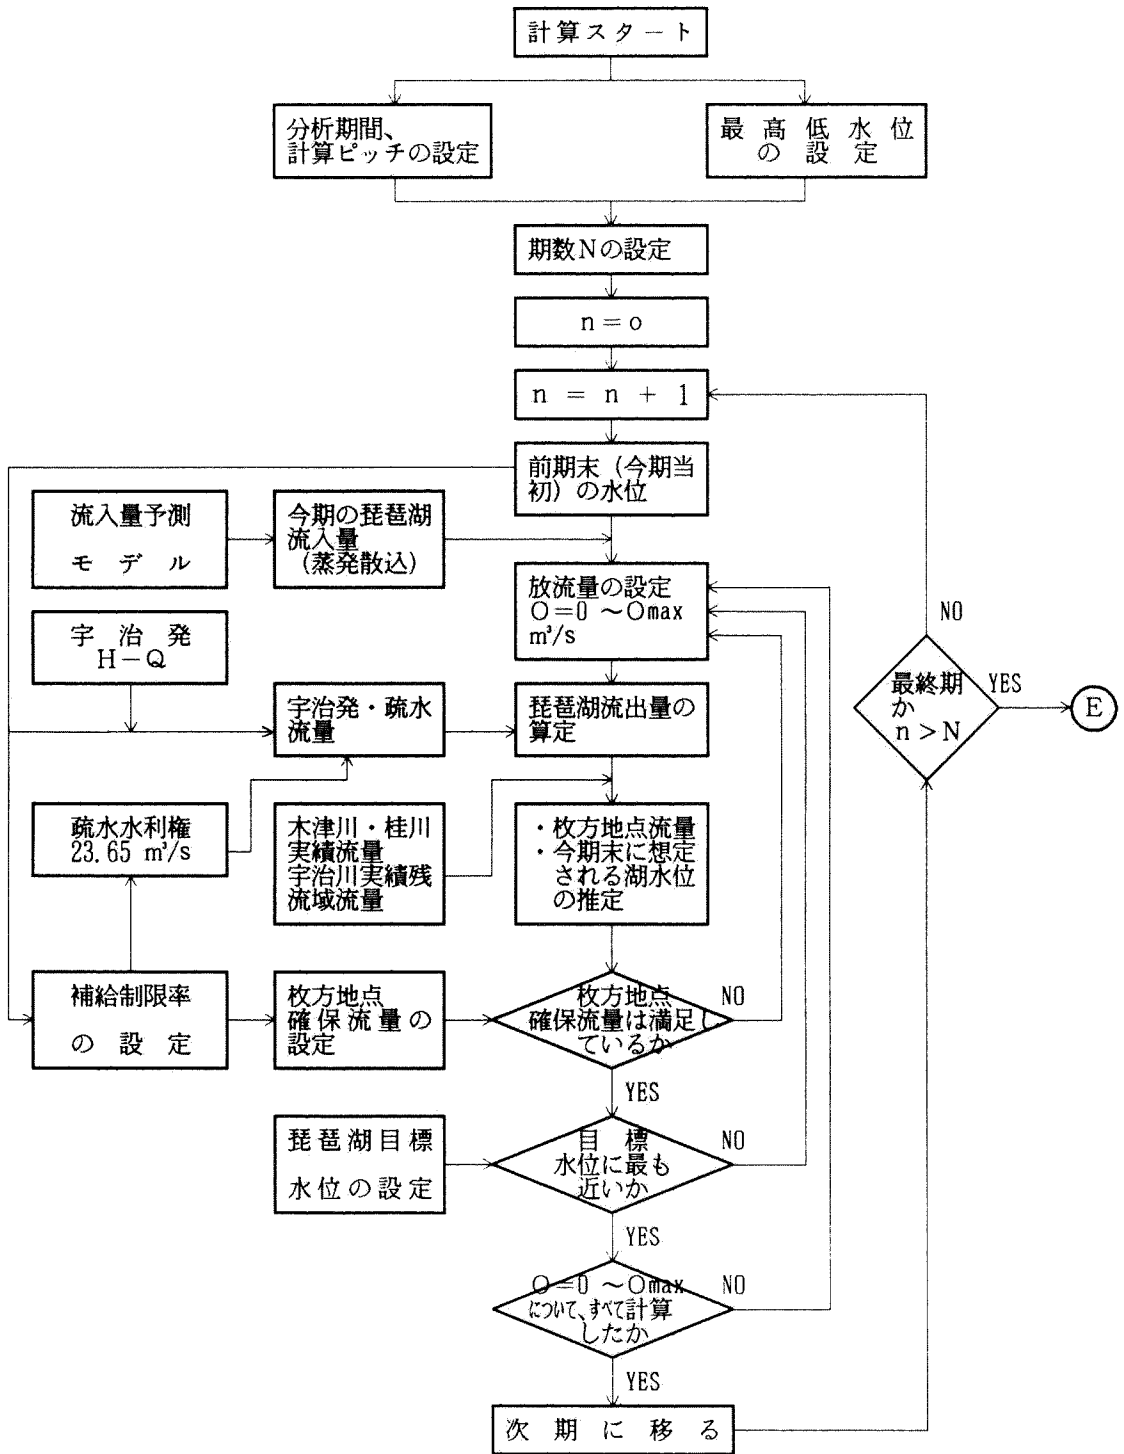 計算スタート
分析期間、
計算ピッチの設定
最高低水位
の設定
期数Nの設定
n=o
n = n + 1
前期末(今期当
初)の水位
流入量予測
モデル
今期の琵琶湖
流入量
(蒸発散込)
放流量の設定
O=0 ~Omax
m³/s
宇治発
H-Q
宇治発・疏水
流量
琵琶湖流出量の
算定
NO
最終期
か
n>N
YES
E
疏水水利権
23.65 m³/s
木津川・桂川
実績流量
宇治川実績残
流域流量
・枚方地点流量
・今期末に想定
される湖水位
の推定
補給制限率
の設定
枚方地点
確保流量の
設定
枚方地点
確保流量は満足し
ているか
NO
YES
琵琶湖目標
水位の設定
目標
水位に最も
近いか
NO
YES
O=0 ~Omax
について、すべて計算
したか
NO
YES
次期に移る